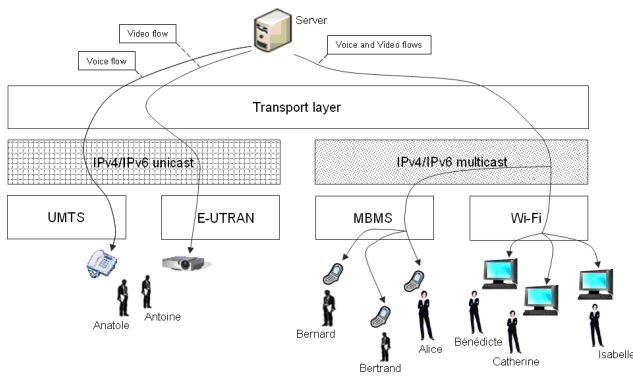 Server
Video flow
Voice flow
Voice and Video flows
Transport layer
IPv4/IPv6 unicast
IPv4/IPv6 multicast
UMTS
E-UTRAN
MBMS
Wi-Fi
Anatole
Antoine
Bernard
Bertrand
Alice
Bénédicte
Catherine
Isabelle